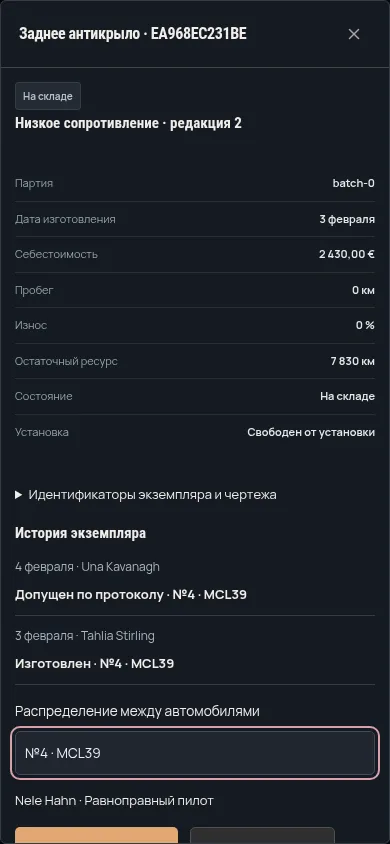 Заднее антикрыло · EA968EC231BE
На складе
Низкое сопротивление · редакция 2
Партия batch-0
Дата изготовления 3 февраля
Себестоимость 2 430,00 €
Пробег 0 км
Износ 0 %
Остаточный ресурс 7 830 км
Состояние На складе
Установка Свободен от установки
Идентификаторы экземпляра и чертежа
История экземпляра
4 февраля · Una Kavanagh
Допущен по протоколу · №4 · MCL39
3 февраля · Tahlia Stirling
Изготовлен · №4 · MCL39
Распределение между автомобилями
№4 · MCL39
Nele Hahn · Равноправный пилот